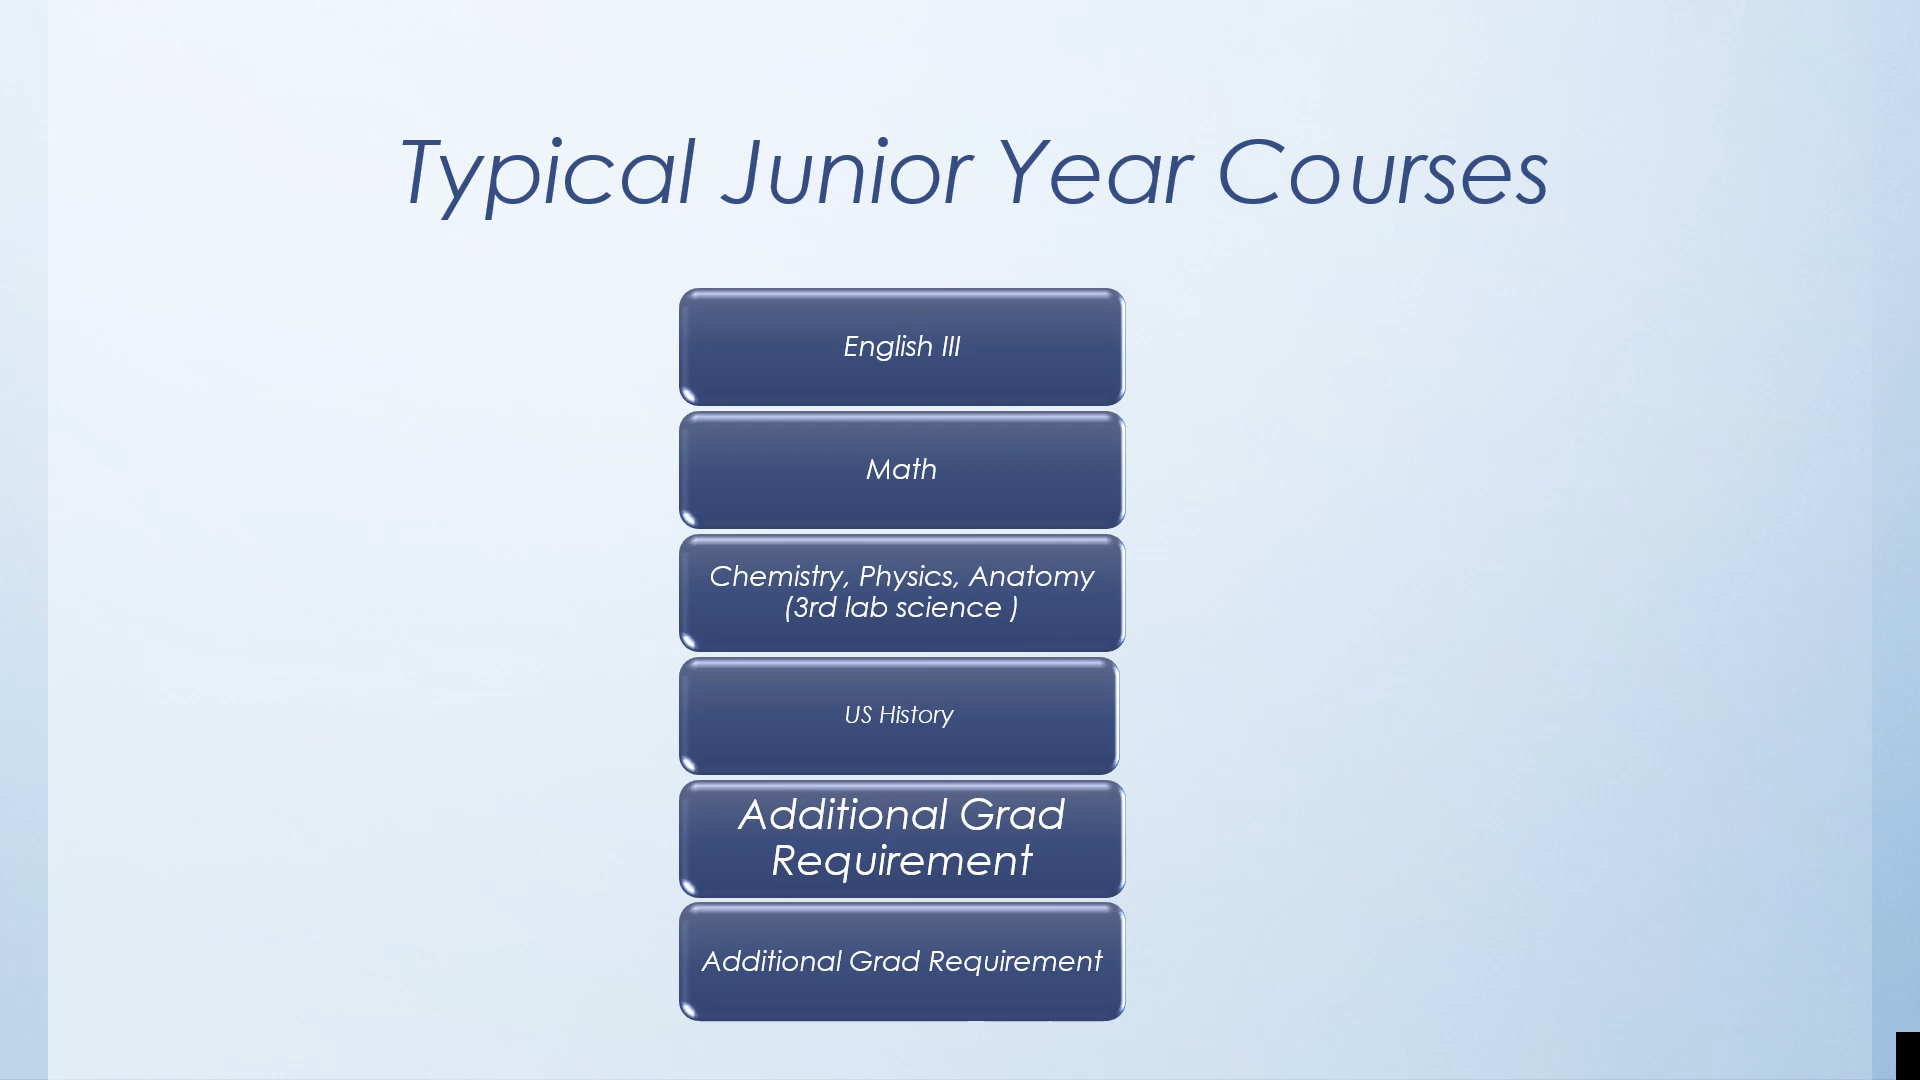 Typical Junior Year Courses
English III
Math
Chemistry, Physics, Anatomy
(3rd lab science )
US History
Additional Grad
Requirement
Additional Grad Requirement